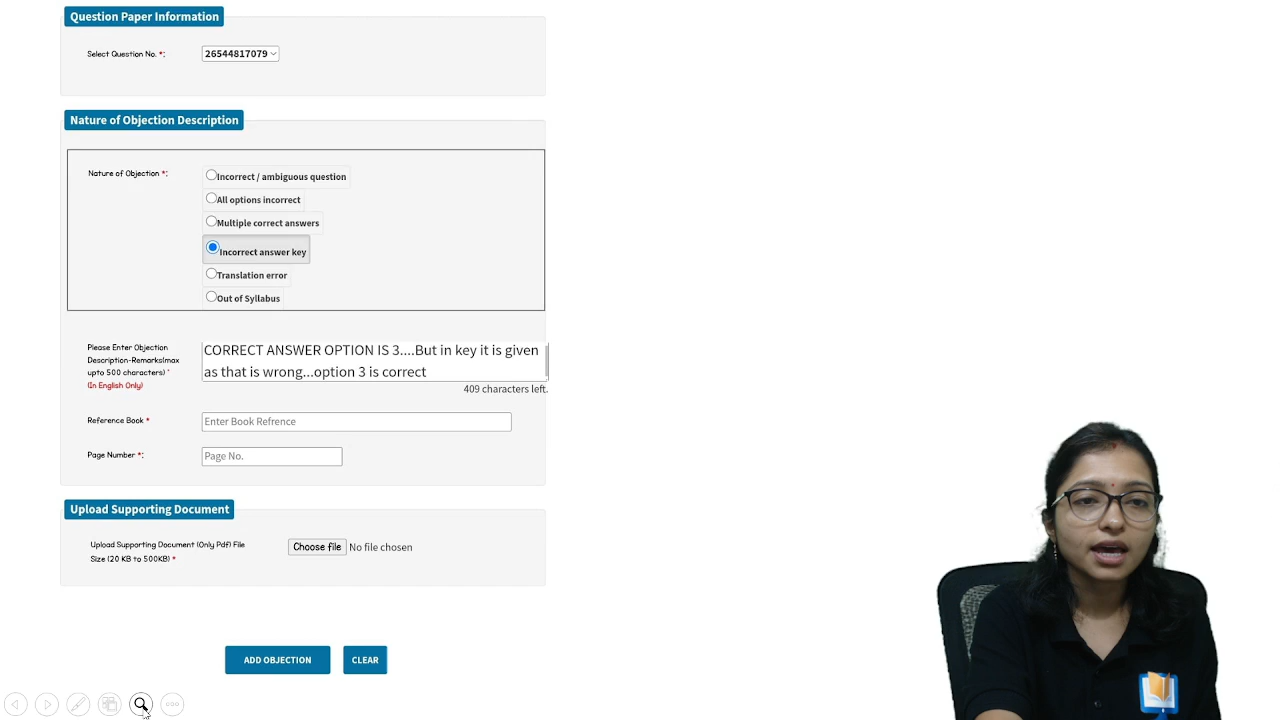 Question Paper Information
Select Question No. *:
26544817079
Nature of Objection Description
Nature of Objection *:
Incorrect / ambiguous question
All options incorrect
Multiple correct answers
Incorrect answer key
Translation error
Out of Syllabus
Please Enter Objection
Description-Remarks(max
upto 500 characters) *
(In English Only)
CORRECT ANSWER OPTION IS 3....But in key it is given
as that is wrong...option 3 is correct
409 characters left.
Reference Book *
Enter Book Refrence
Page Number *:
Page No.
Upload Supporting Document
Upload Supporting Document (Only Pdf) File
Size (20 KB to 500KB) *
Choose file No file chosen
ADD OBJECTION
CLEAR